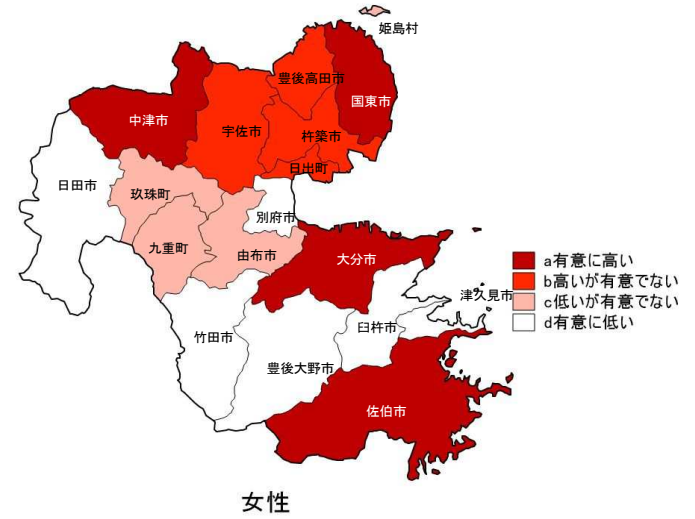 姫島村
豊後高田市
国東市
中津市
宇佐市
杵築市
日出町
日田市
玖珠町
別府市
九重町
由布市
大分市
a有意に高い
b高いが有意でない
c低いが有意でない
d有意に低い
津久見市
臼杵市
竹田市
豊後大野市
佐伯市
女性